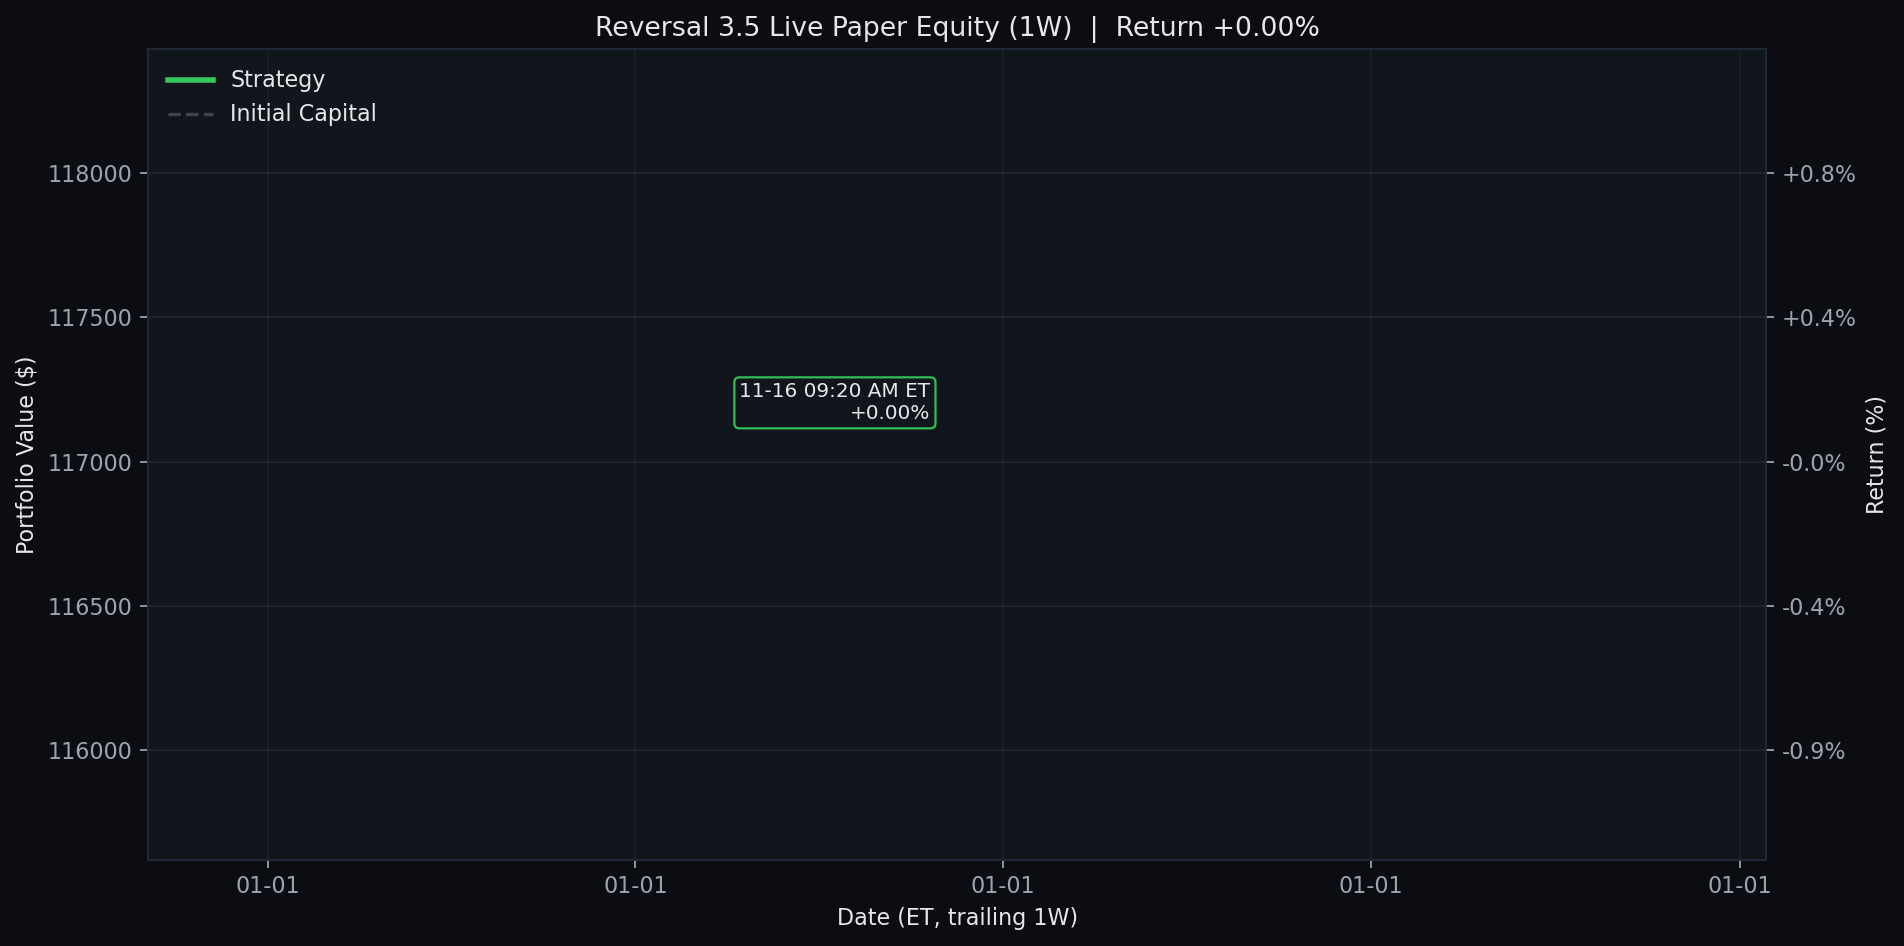 Reversal 3.5 Live Paper Equity (1W)  |  Return +0.00%
Strategy
Initial Capital
118000
117500
117000
116500
116000
Portfolio Value ($)
11-16 09:20 AM ET
+0.00%
+0.8%
+0.4%
-0.0%
-0.4%
-0.9%
Return (%)
01-01 01-01 01-01 01-01 01-01
Date (ET, trailing 1W)